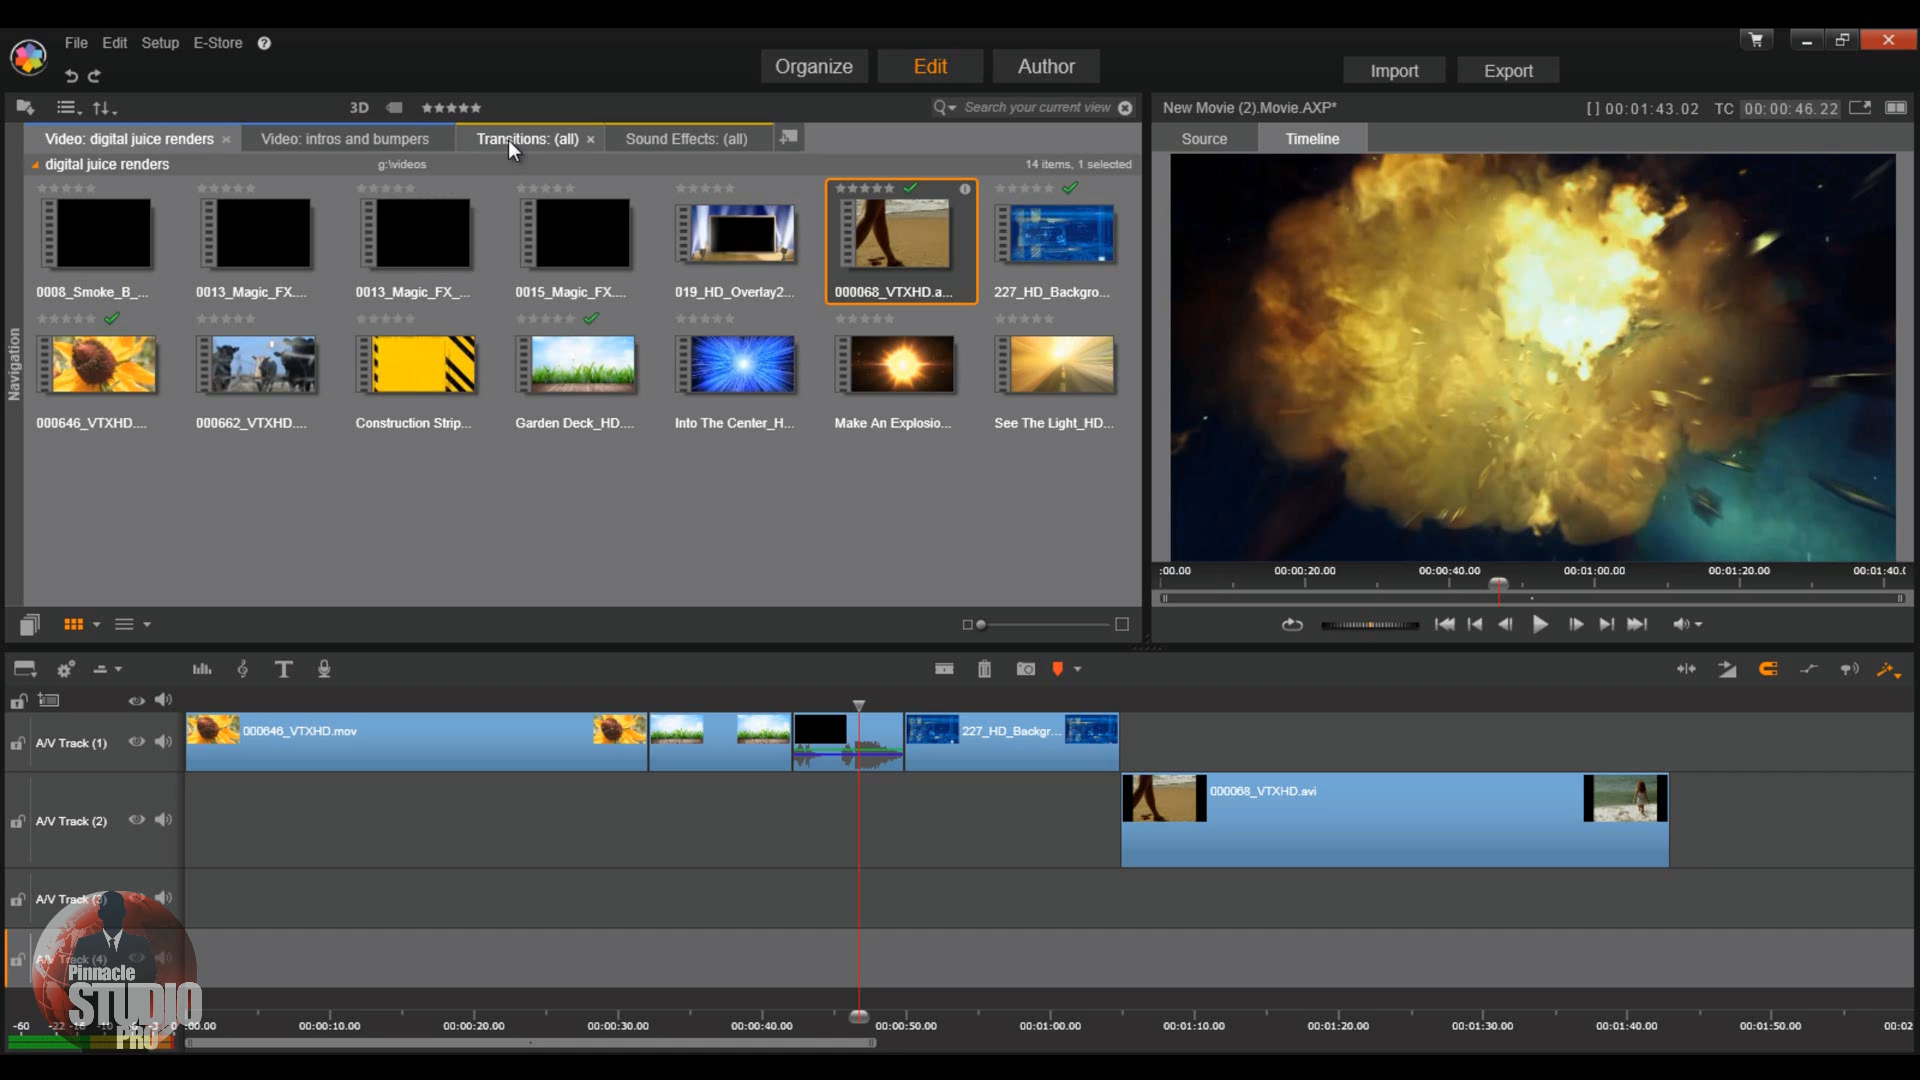 File Edit Setup E-Store ?
Organize Edit Author
Import Export
3D
Search your current view
New Movie (2).Movie.AXP*
[ ] 00:01:43.02 TC 00:00:46.22
Video: digital juice renders × Video: intros and bumpers Transitions: (all) × Sound Effects: (all)
Source Timeline
digital juice renders g:\videos 14 items, 1 selected
Navigation
0008_Smoke_B_... 0013_Magic_FX.... 0013_Magic_FX_... 0015_Magic_FX.... 019_HD_Overlay2... 000068_VTXHD.a... 227_HD_Backgro...
000646_VTXHD.... 000662_VTXHD.... Construction Strip... Garden Deck_HD.... Into The Center_H... Make An Explosio... See The Light_HD...
:00.00 00:00:20.00 00:00:40.00 00:01:00.00 00:01:20.00 00:01:40.(
A/V Track (1) 000646_VTXHD.mov 227_HD_Backgr...
A/V Track (2) 000068_VTXHD.avi
A/V Track (3)
A/V Track (4)
Pinnacle
STUDIO
PRO
-60 -22 -16 -10 -6 -3 0 :00.00 00:00:10.00 00:00:20.00 00:00:30.00 00:00:40.00 00:00:50.00 00:01:00.00 00:01:10.00 00:01:20.00 00:01:30.00 00:01:40.00 00:01:50.00 00:02